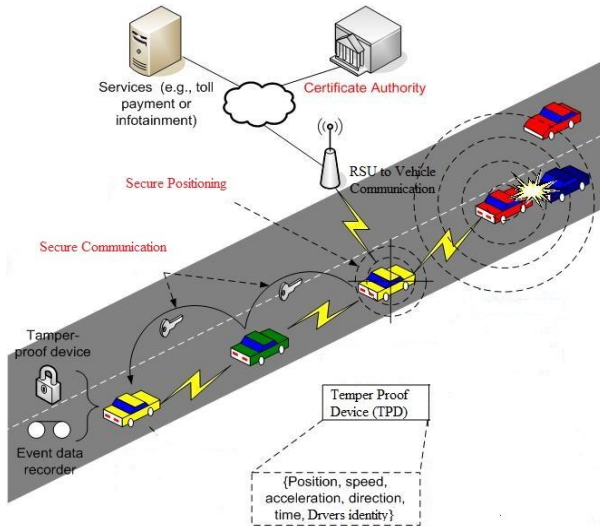 Services (e.g., toll
payment or
infotainment)
Certificate Authority
RSU to Vehicle
Communication
Secure Positioning
Secure Communication
Tamper-
proof device
Event data
recorder
Temper Proof
Device (TPD)
{Position, speed,
acceleration, direction,
time, Drvers identity}